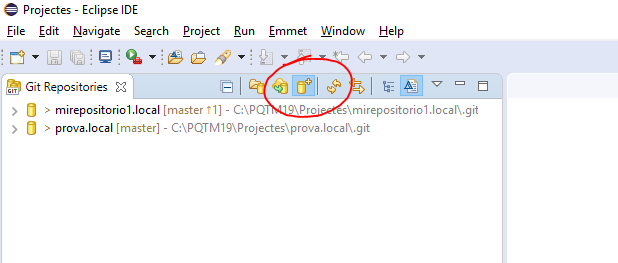 Projectes - Eclipse IDE
File Edit Navigate Search Project Run Emmet Window Help
Git Repositories
> mirepositorio1.local [master ↑1] - C:\PQTM19\Projectes\mirepositorio1.local\.git
> prova.local [master] - C:\PQTM19\Projectes\prova.local\.git